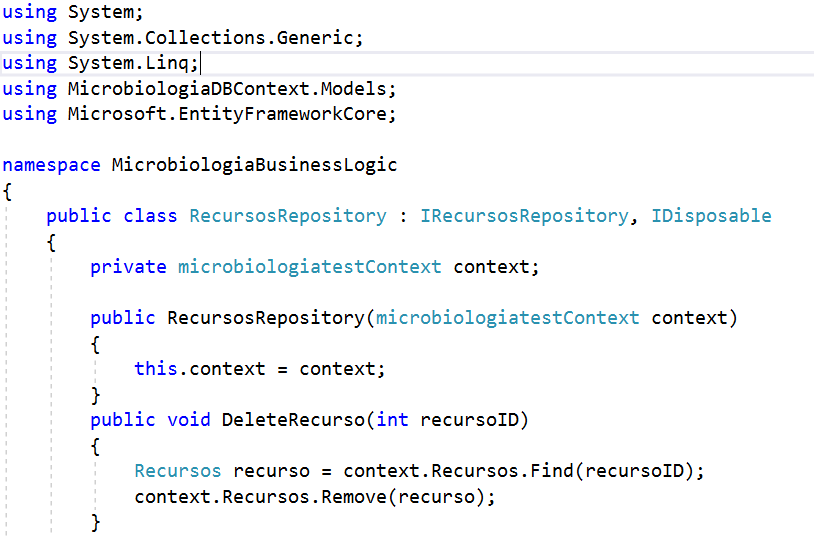 using System;
using System.Collections.Generic;
using System.Linq;
using MicrobiologiaDBContext.Models;
using Microsoft.EntityFrameworkCore;
namespace MicrobiologiaBusinessLogic
{
public class RecursosRepository : IRecursosRepository, IDisposable
{
private microbiologiatestContext context;
public RecursosRepository(microbiologiatestContext context)
{
this.context = context;
}
public void DeleteRecurso(int recursoID)
{
Recursos recurso = context.Recursos.Find(recursoID);
context.Recursos.Remove(recurso);
}